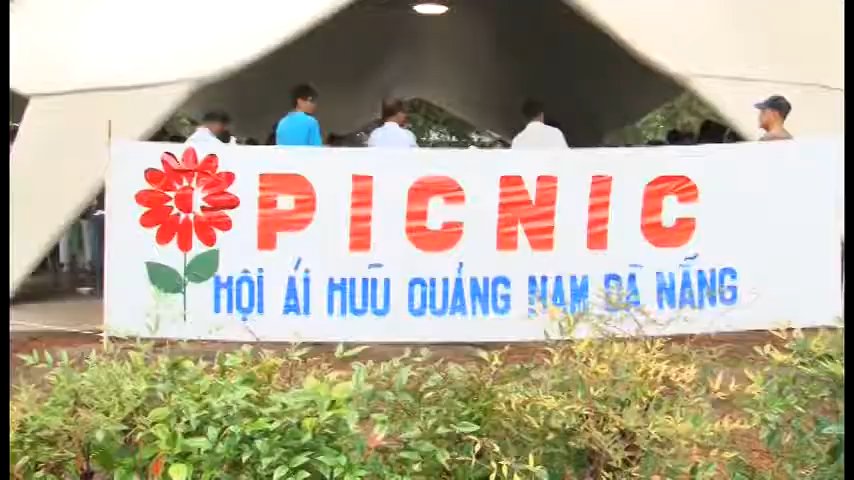 PICNIC
HỘI ÁI HỮU QUẢNG NAM ĐÀ NẴNG